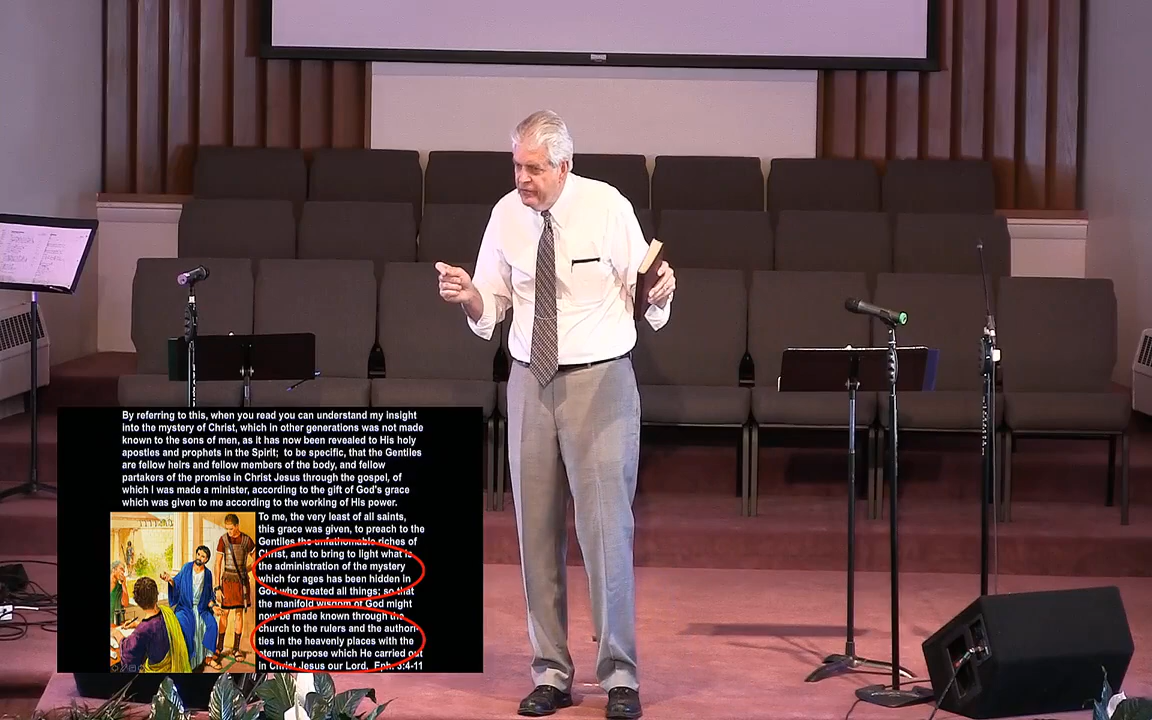 By referring to this, when you read you can understand my insight
into the mystery of Christ, which in other generations was not made
known to the sons of men, as it has now been revealed to His holy
apostles and prophets in the Spirit;  to be specific, that the Gentiles
are fellow heirs and fellow members of the body, and fellow
partakers of the promise in Christ Jesus through the gospel, of
which I was made a minister, according to the gift of God's grace
which was given to me according to the working of His power.
To me, the very least of all saints,
this grace was given, to preach to the
Gentiles the unfathomable riches of
Christ, and to bring to light what is
the administration of the mystery
which for ages has been hidden in
God who created all things; so that
the manifold wisdom of God might
now be made known through the
church to the rulers and the authori-
ties in the heavenly places with the
eternal purpose which He carried out
in Christ Jesus our Lord.  Eph. 3:4-11